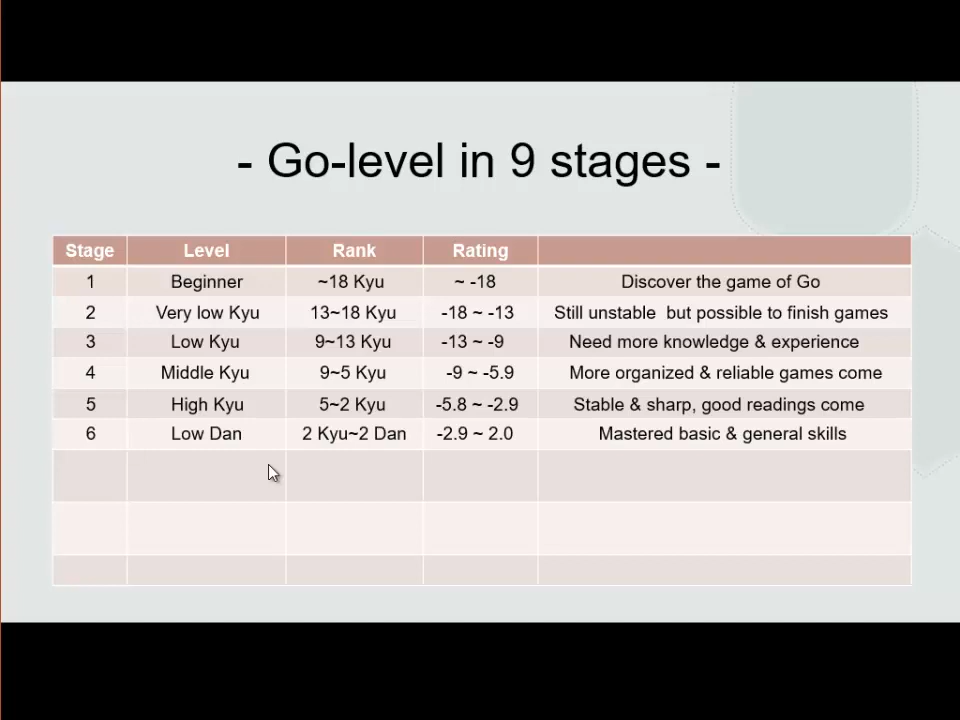 - Go-level in 9 stages -
Stage Level Rank Rating
1 Beginner ~18 Kyu ~ -18 Discover the game of Go
2 Very low Kyu 13~18 Kyu -18 ~ -13 Still unstable but possible to finish games
3 Low Kyu 9~13 Kyu -13 ~ -9 Need more knowledge & experience
4 Middle Kyu 9~5 Kyu -9 ~ -5.9 More organized & reliable games come
5 High Kyu 5~2 Kyu -5.8 ~ -2.9 Stable & sharp, good readings come
6 Low Dan 2 Kyu~2 Dan -2.9 ~ 2.0 Mastered basic & general skills